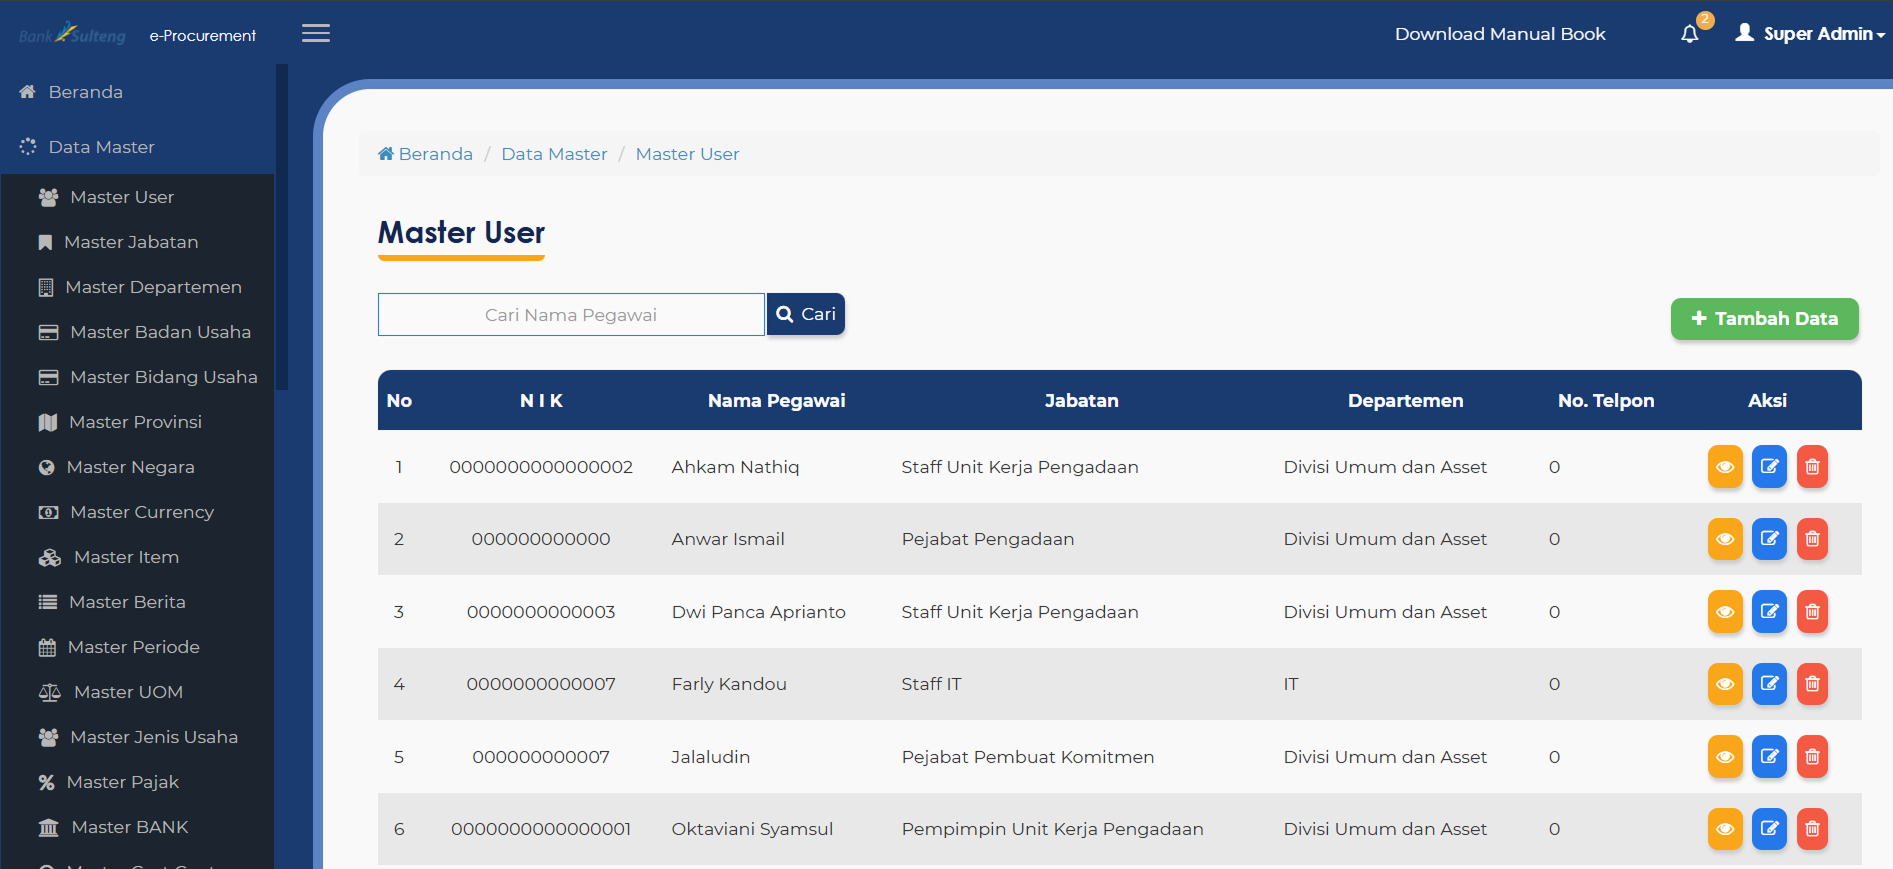 Bank Sulteng e-Procurement
Download Manual Book
2
Super Admin
Beranda
Data Master
Master User
Master Jabatan
Master Departemen
Master Badan Usaha
Master Bidang Usaha
Master Provinsi
Master Negara
Master Currency
Master Item
Master Berita
Master Periode
Master UOM
Master Jenis Usaha
Master Pajak
Master BANK
Beranda / Data Master / Master User
Master User
Cari Nama Pegawai
Cari
+ Tambah Data
No N I K Nama Pegawai Jabatan Departemen No. Telpon Aksi
1 0000000000000002 Ahkam Nathiq Staff Unit Kerja Pengadaan Divisi Umum dan Asset 0
2 000000000000 Anwar Ismail Pejabat Pengadaan Divisi Umum dan Asset 0
3 0000000000003 Dwi Panca Aprianto Staff Unit Kerja Pengadaan Divisi Umum dan Asset 0
4 0000000000007 Farly Kandou Staff IT IT 0
5 000000000007 Jalaludin Pejabat Pembuat Komitmen Divisi Umum dan Asset 0
6 0000000000000001 Oktaviani Syamsul Pempimpin Unit Kerja Pengadaan Divisi Umum dan Asset 0